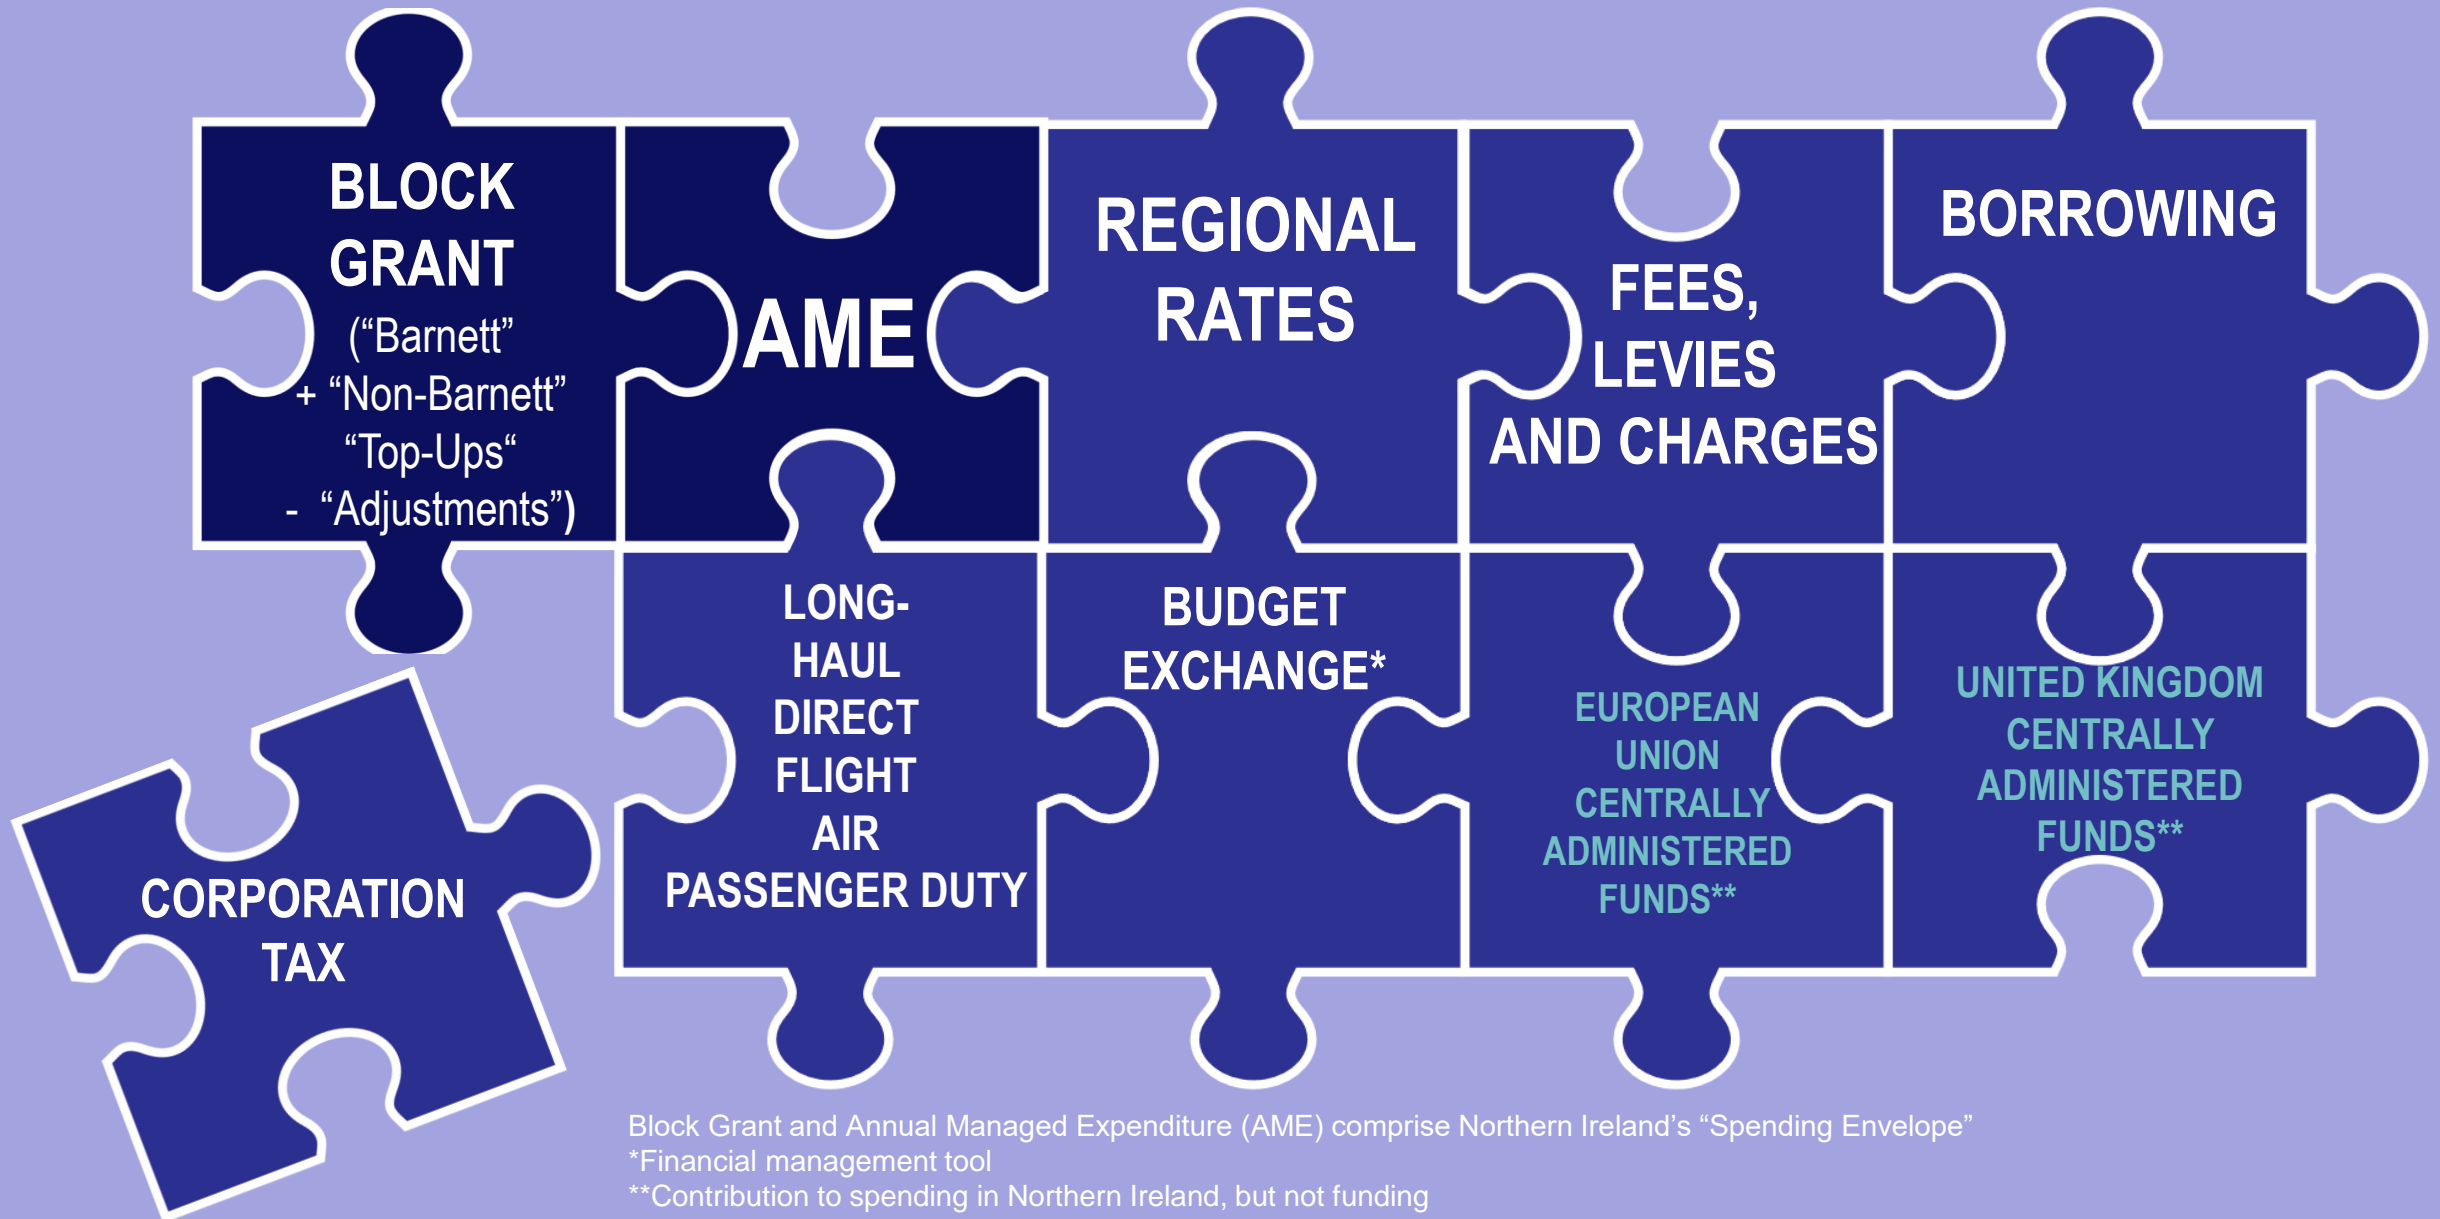 BLOCK
GRANT
(“Barnett”
+ “Non-Barnett”
“Top-Ups“
- “Adjustments”)
AME
REGIONAL
RATES
FEES,
LEVIES
AND CHARGES
BORROWING
CORPORATION
TAX
LONG-
HAUL
DIRECT
FLIGHT
AIR
PASSENGER DUTY
BUDGET
EXCHANGE*
EUROPEAN
UNION
CENTRALLY
ADMINISTERED
FUNDS**
UNITED KINGDOM
CENTRALLY
ADMINISTERED
FUNDS**
Block Grant and Annual Managed Expenditure (AME) comprise Northern Ireland’s “Spending Envelope”
*Financial management tool
**Contribution to spending in Northern Ireland, but not funding